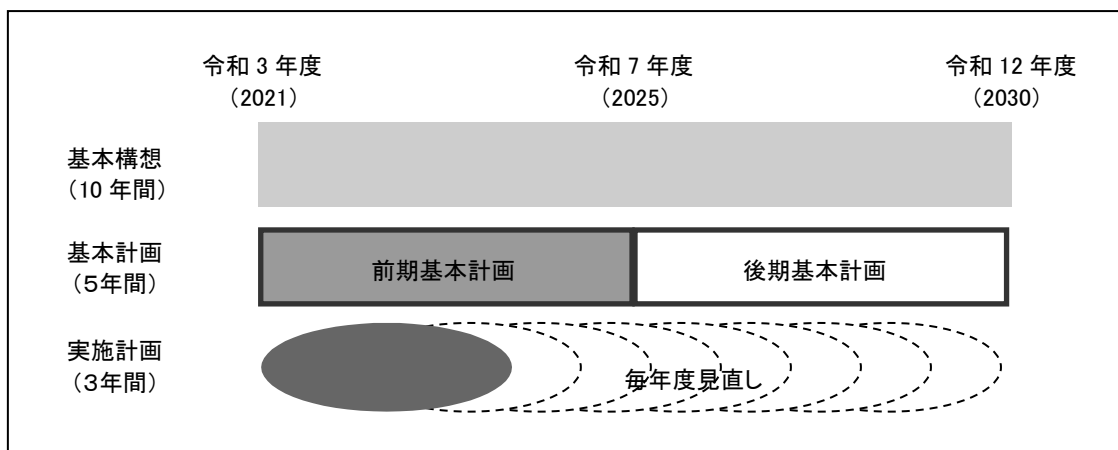 令和 3 年度 令和 7 年度 令和 12 年度
（2021） （2025） （2030）
基本構想
（10 年間）
基本計画
（５年間）
前期基本計画 後期基本計画
実施計画
（３年間）
毎年度見直し